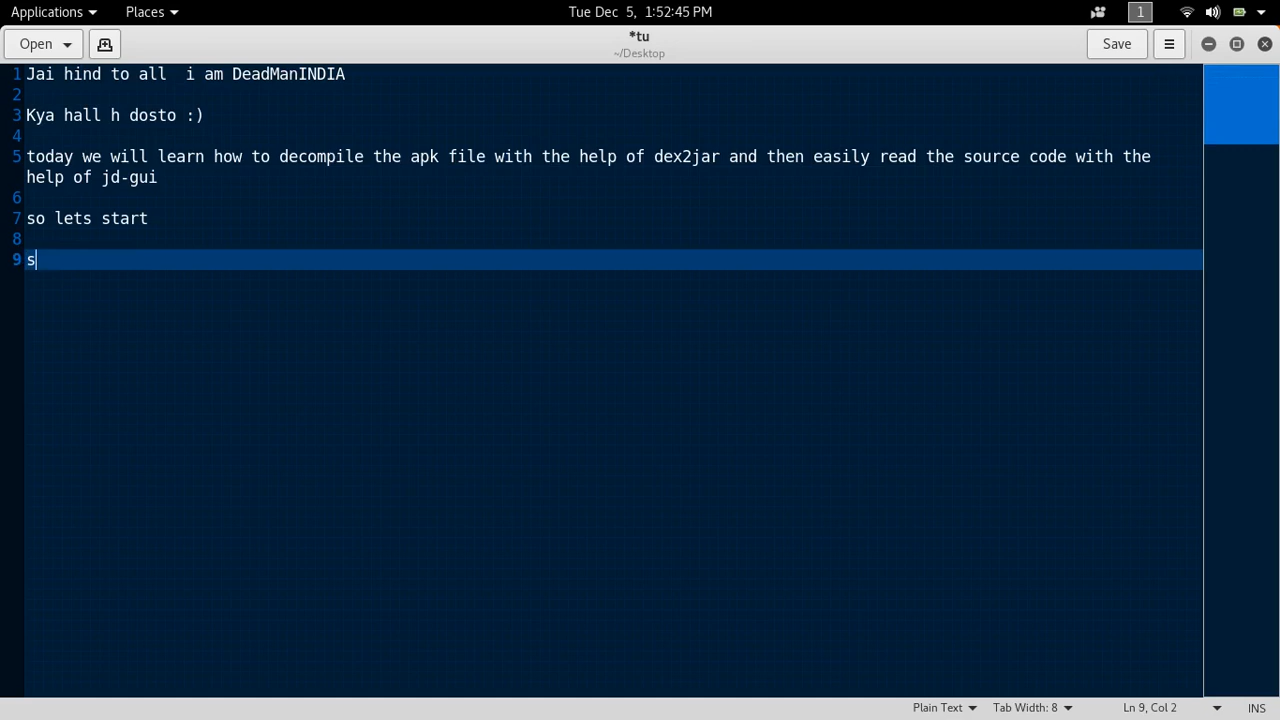 Applications Places Tue Dec 5, 1:52:45 PM 1
Open *tu Save
~/Desktop
1 Jai hind to all  i am DeadManINDIA
2
3 Kya hall h dosto :)
4
5 today we will learn how to decompile the apk file with the help of dex2jar and then easily read the source code with the
help of jd-gui
6
7 so lets start
8
9 s
Plain Text Tab Width: 8 Ln 9, Col 2 INS